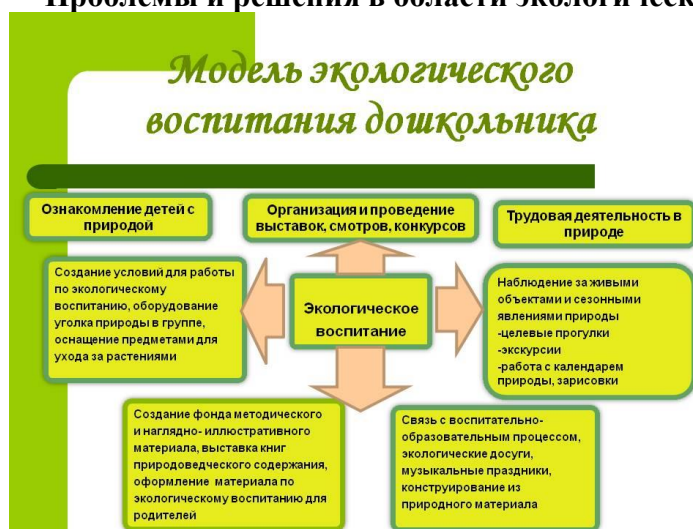 Проблемы и решения в области экологическ
Модель экологического
воспитания дошкольника
Ознакомление детей с
природой
Организация и проведение
выставок, смотров, конкурсов
Трудовая деятельность в
природе
Создание условий для работы
по экологическому
воспитанию, оборудование
уголка природы в группе,
оснащение предметами для
ухода за растениями
Экологическое
воспитание
Наблюдение за живыми
объектами и сезонными
явлениями природы
-целевые прогулки
-экскурсии
-работа с календарем
природы, зарисовки
Создание фонда методического
и наглядно- иллюстративного
материала, выставка книг
природоведческого содержания,
оформление материала по
экологическому воспитанию для
родителей
Связь с воспитательно-
образовательным процессом,
экологические досуги,
музыкальные праздники,
конструирование из
природного материала